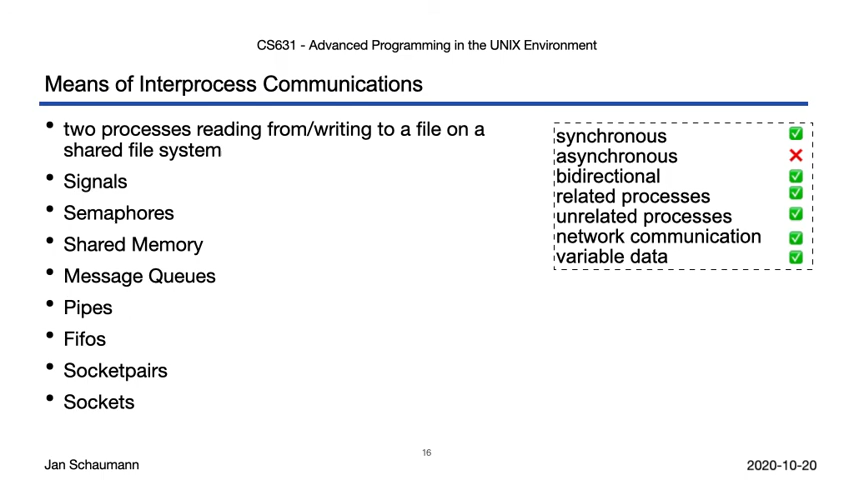 CS631 - Advanced Programming in the UNIX Environment
Means of Interprocess Communications
• two processes reading from/writing to a file on a
shared file system
• Signals
• Semaphores
• Shared Memory
• Message Queues
• Pipes
• Fifos
• Socketpairs
• Sockets
synchronous ✅
asynchronous ❌
bidirectional ✅
related processes ✅
unrelated processes ✅
network communication ✅
variable data ✅
16
Jan Schaumann
2020-10-20